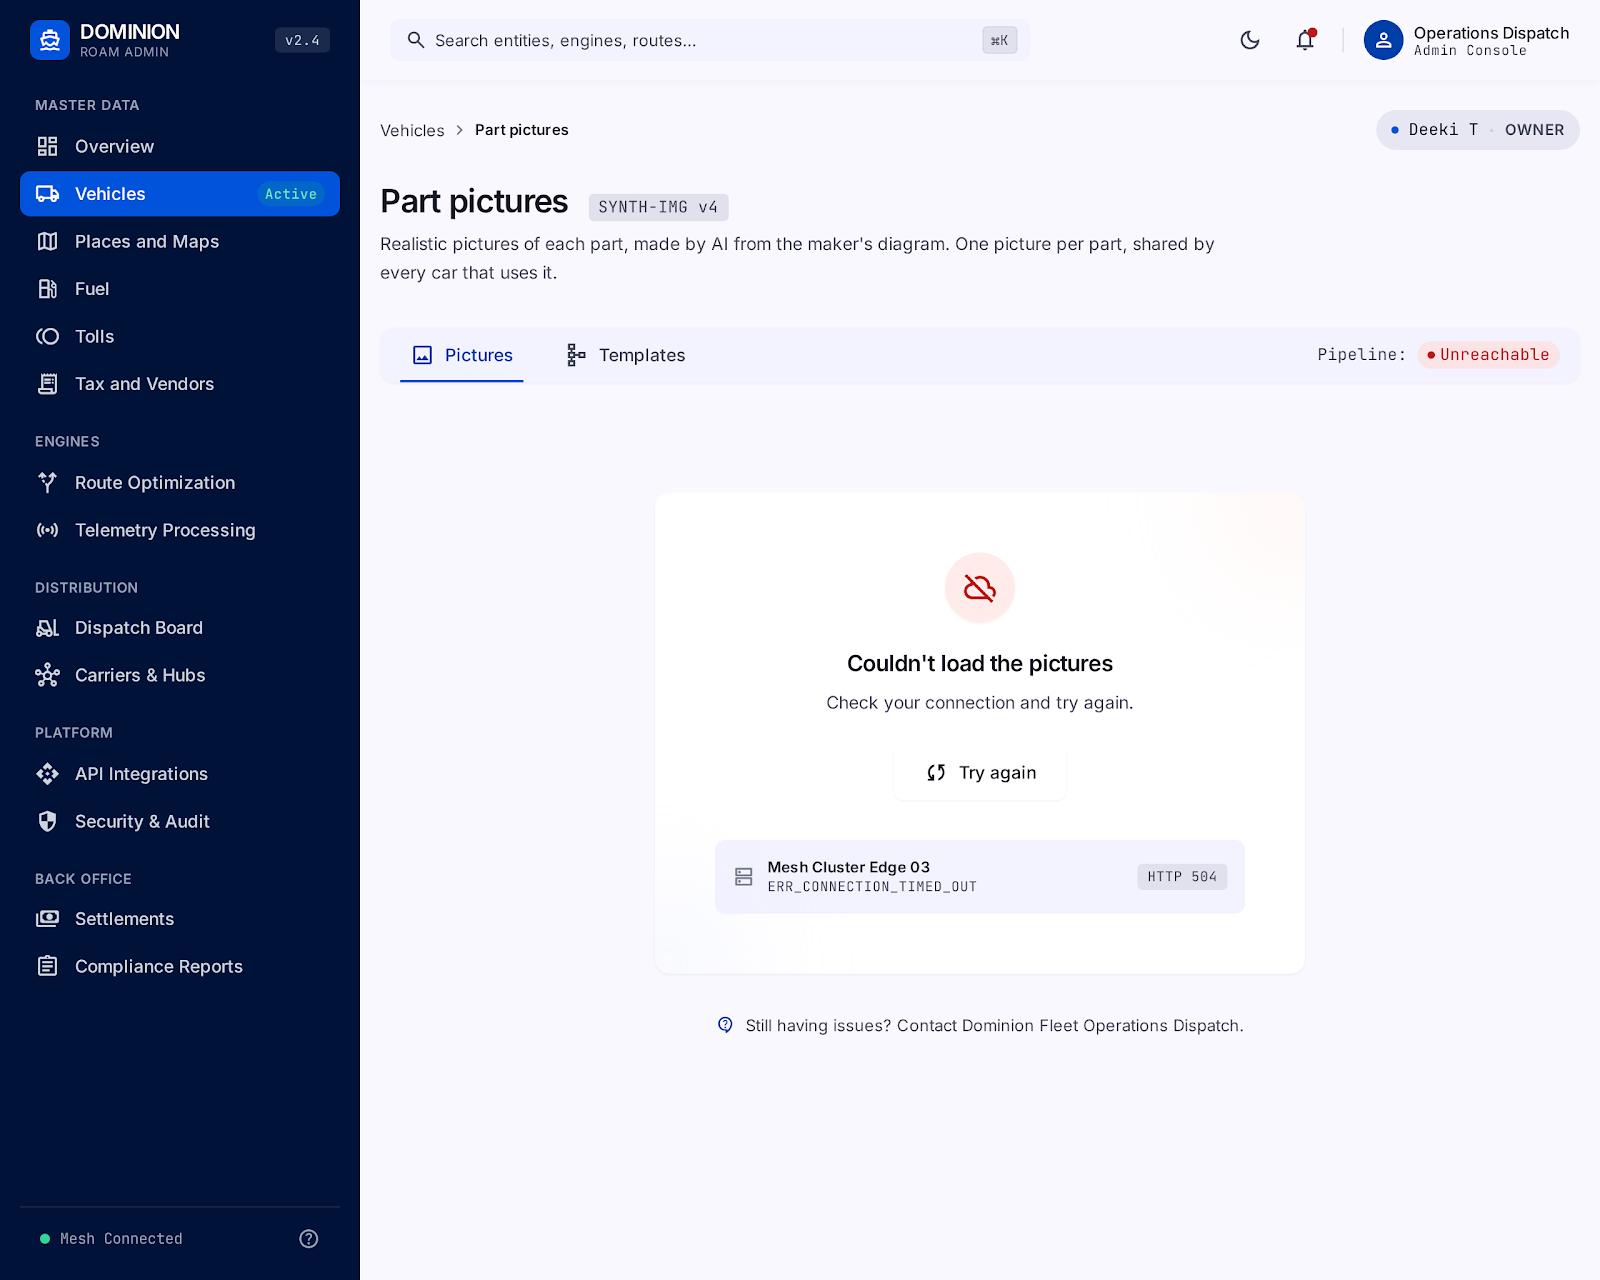 DOMINION
ROAM ADMIN
v2.4
MASTER DATA
Overview
Vehicles
Active
Places and Maps
Fuel
Tolls
Tax and Vendors
ENGINES
Route Optimization
Telemetry Processing
DISTRIBUTION
Dispatch Board
Carriers & Hubs
PLATFORM
API Integrations
Security & Audit
BACK OFFICE
Settlements
Compliance Reports
Mesh Connected
Search entities, engines, routes...
⌘K
Operations Dispatch
Admin Console
Vehicles > Part pictures
Deeki T · OWNER
Part pictures
SYNTH-IMG v4
Realistic pictures of each part, made by AI from the maker's diagram. One picture per part, shared by
every car that uses it.
Pictures
Templates
Pipeline:
Unreachable
Couldn't load the pictures
Check your connection and try again.
Try again
Mesh Cluster Edge 03
ERR_CONNECTION_TIMED_OUT
HTTP 504
Still having issues? Contact Dominion Fleet Operations Dispatch.